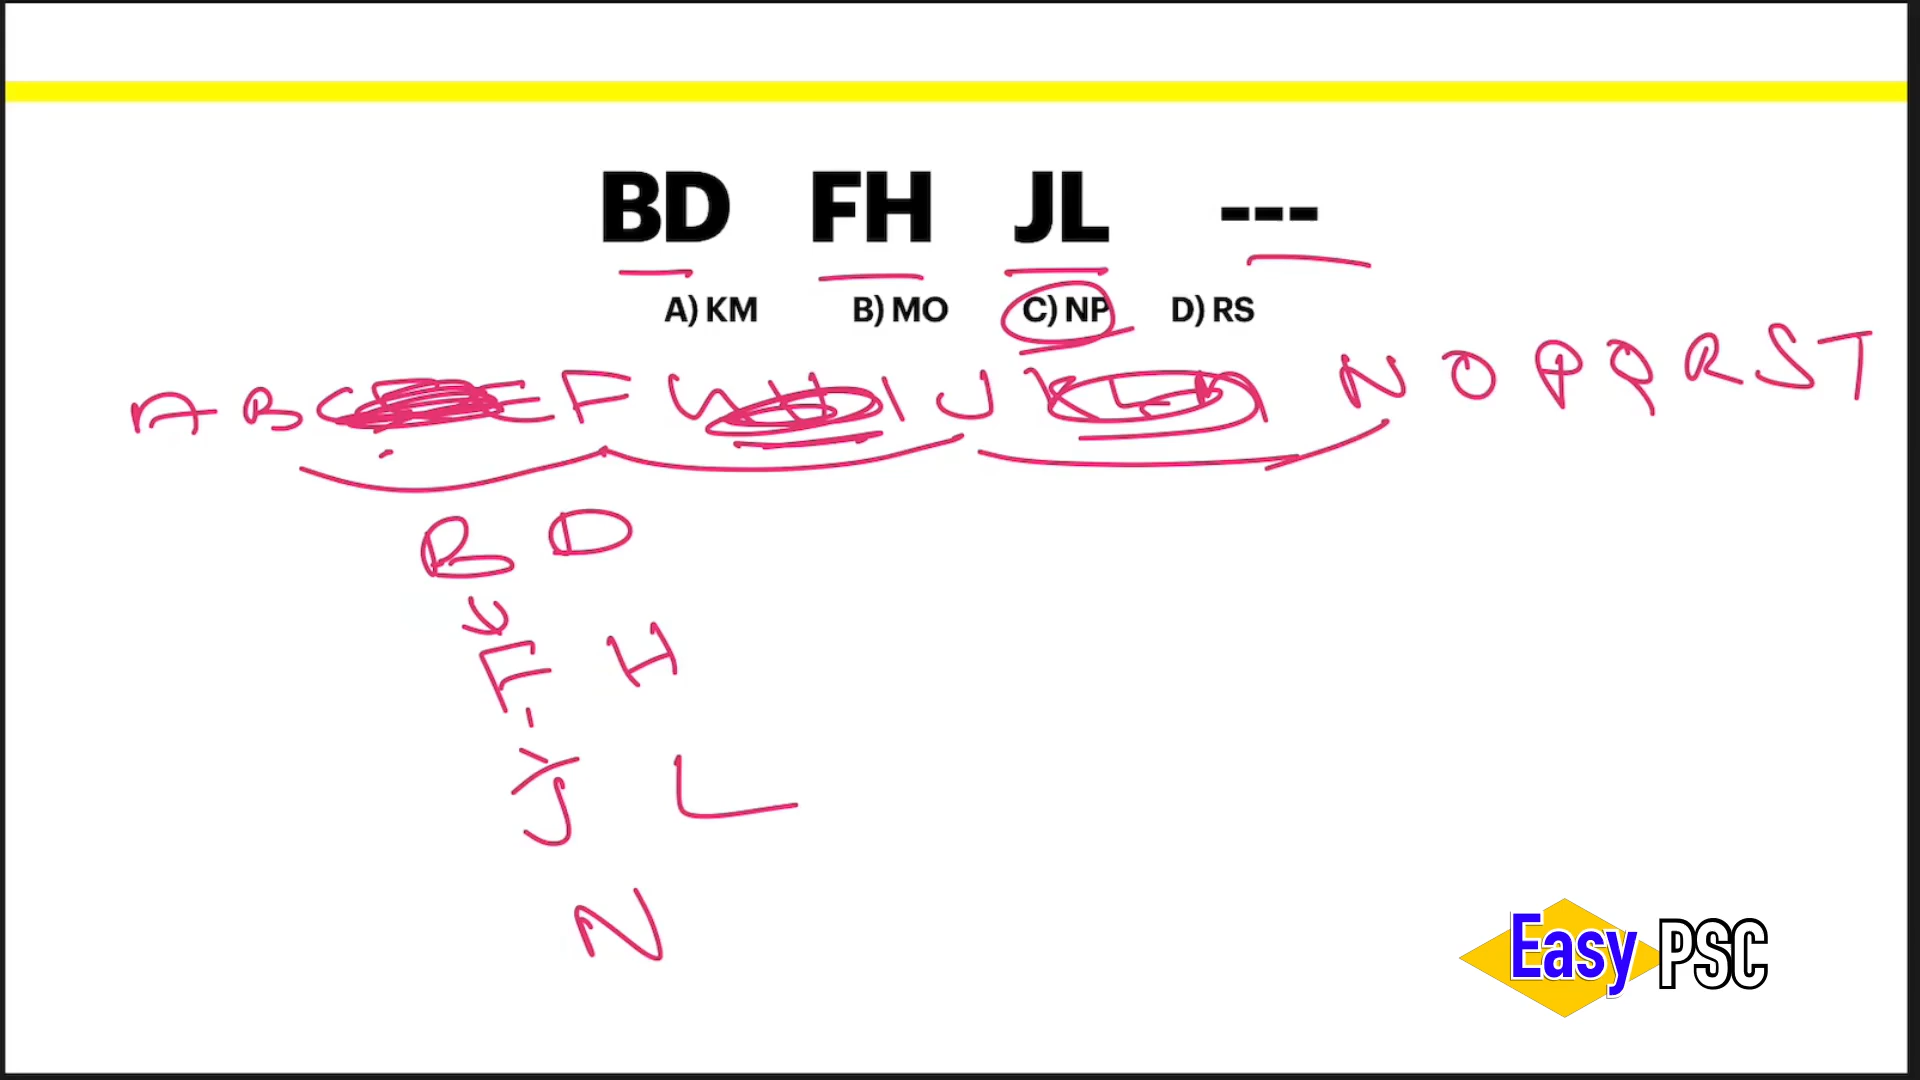 BD FH JL ---
A) KM B) MO C) NP D) RS
A B C E F G H I J K L M N O P Q R S T
B D
F H
J L
N
Easy PSC